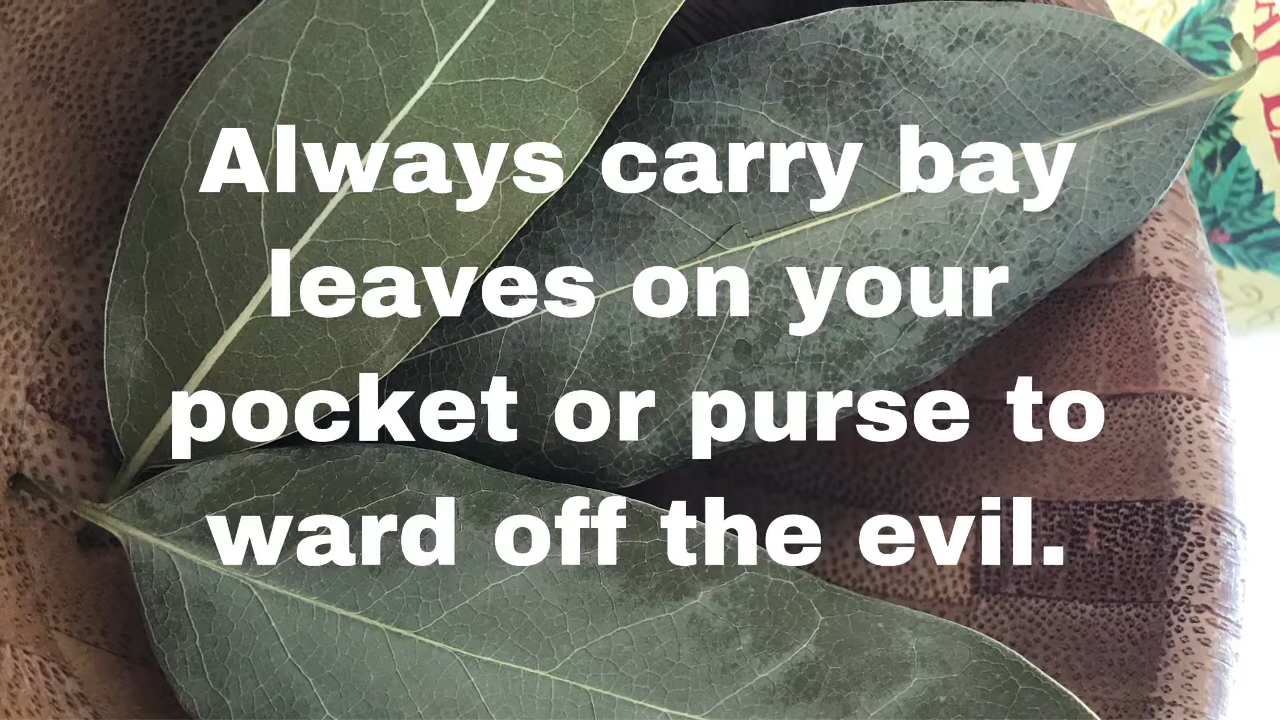 Always carry bay
leaves on your
pocket or purse to
ward off the evil.